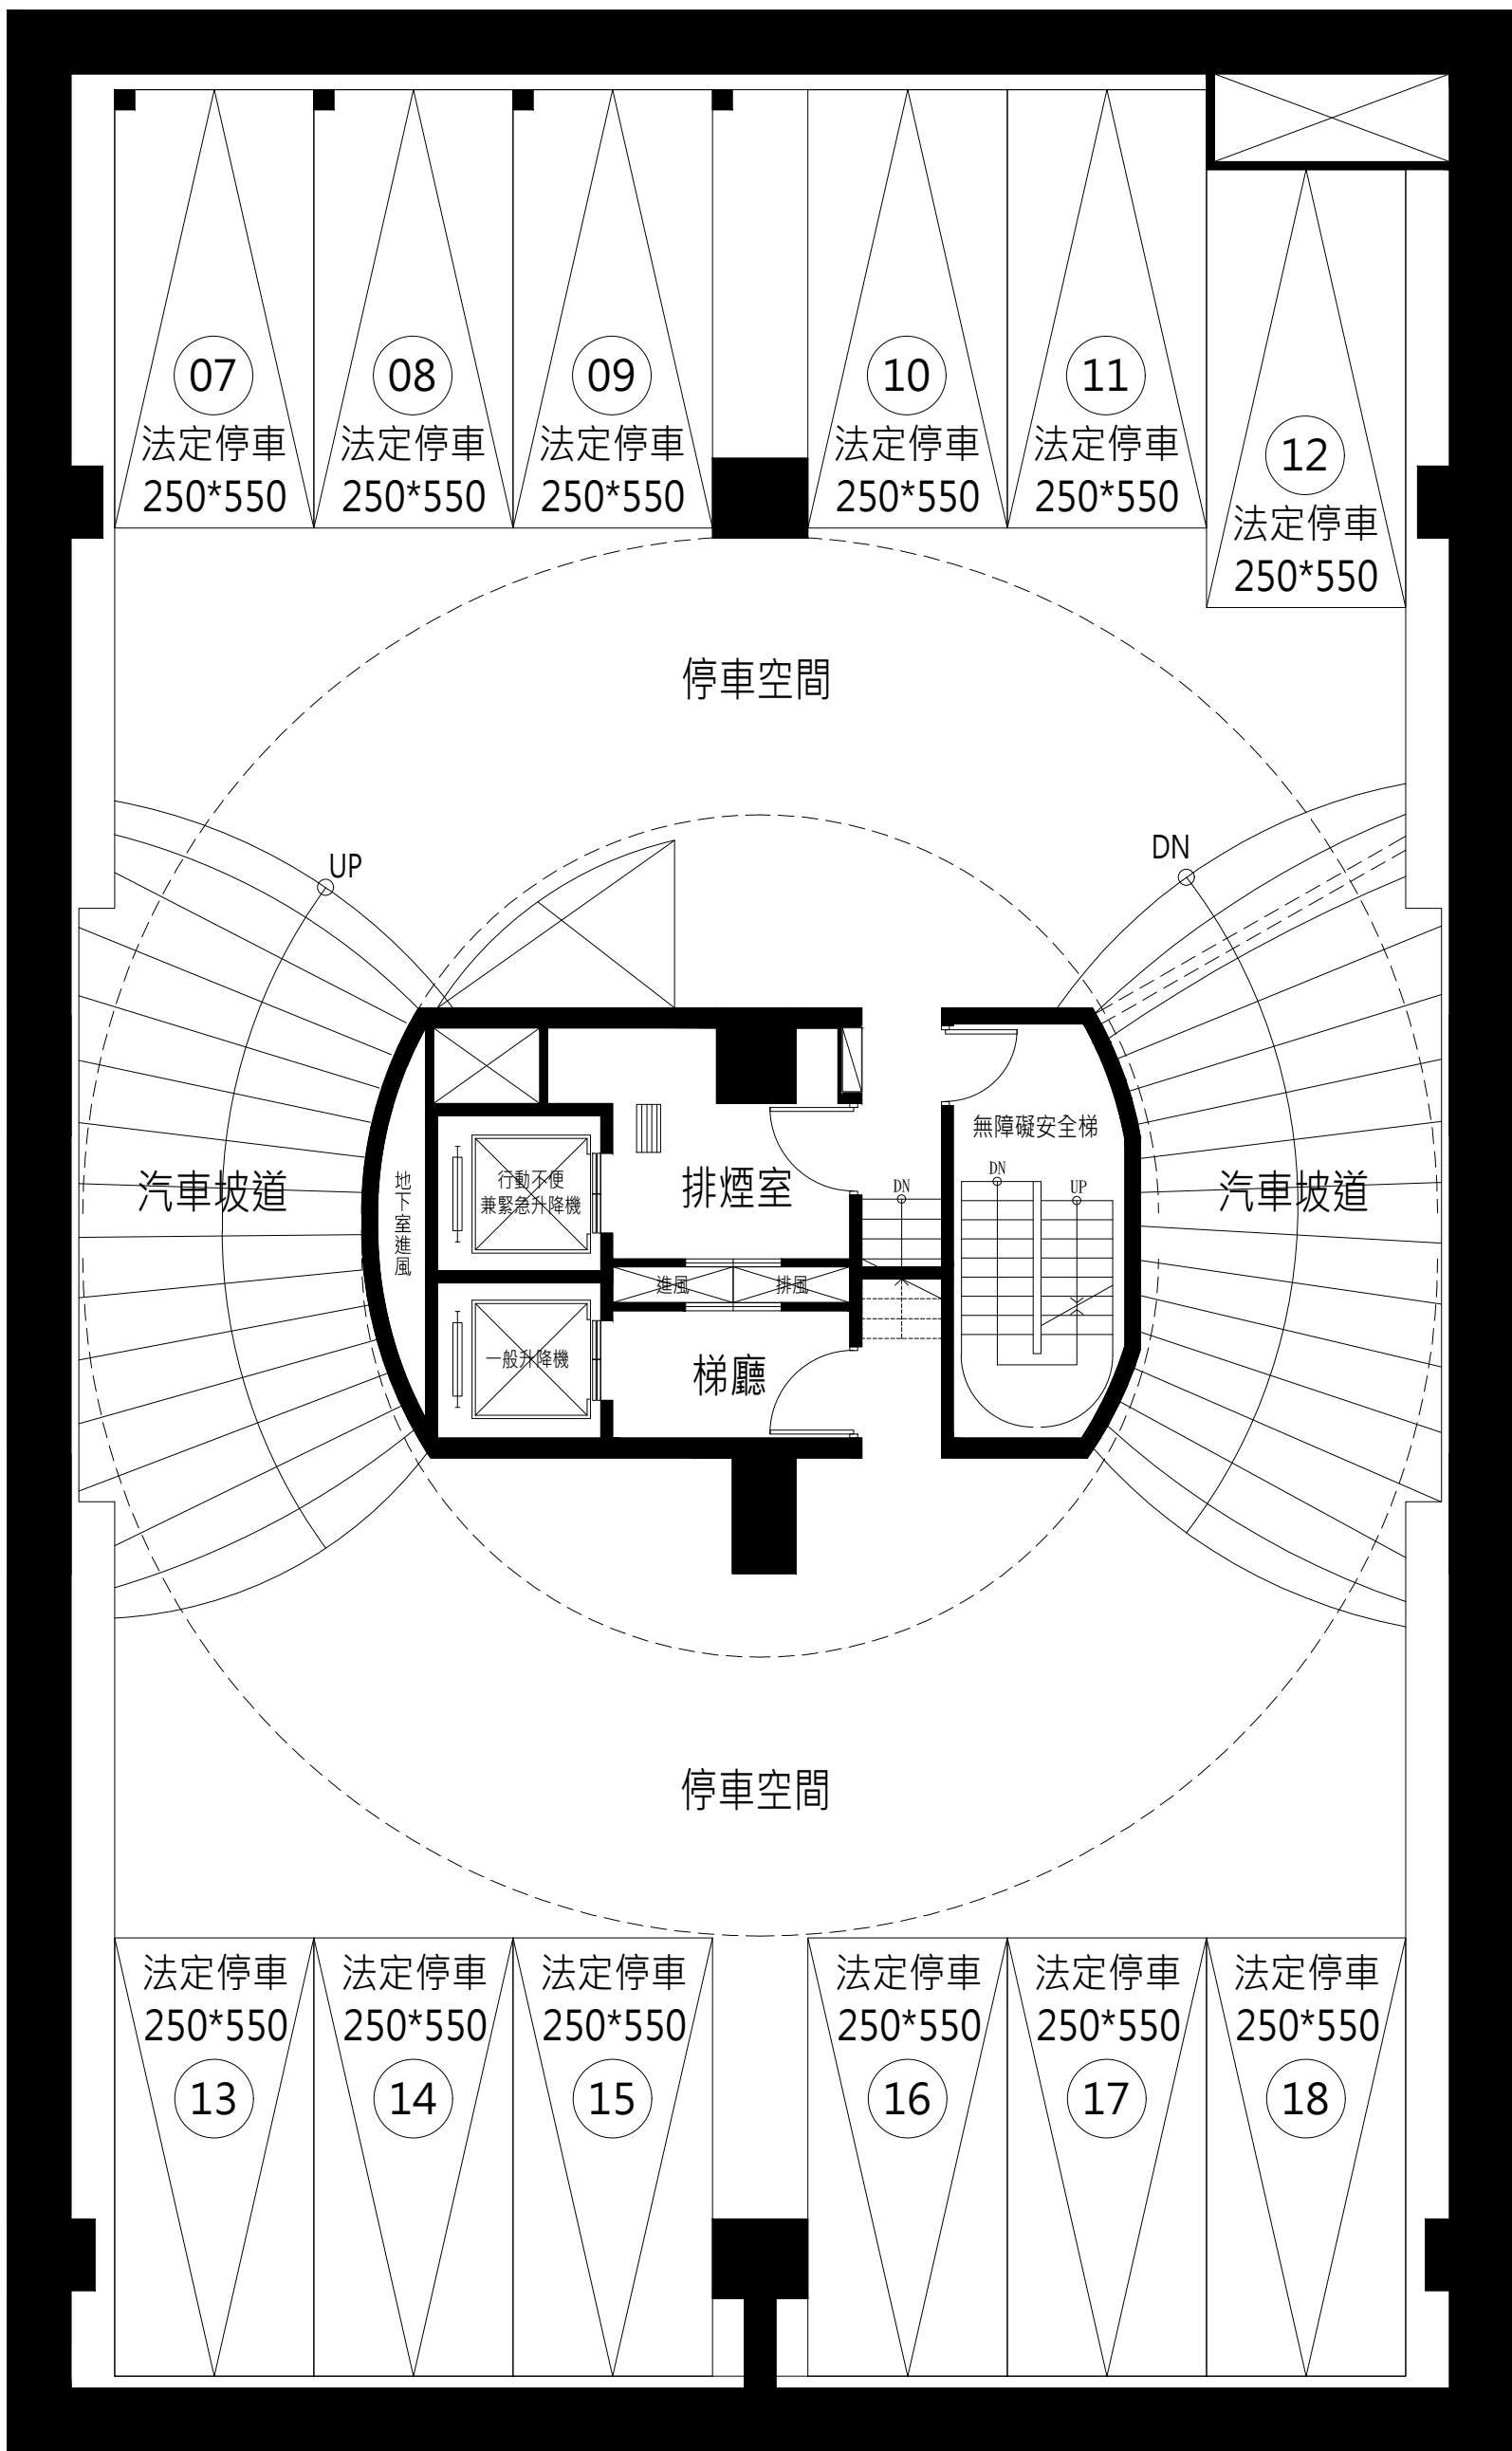 07
法定停車
250*550
08
法定停車
250*550
09
法定停車
250*550
10
法定停車
250*550
11
法定停車
250*550
12
法定停車
250*550
停車空間
UP
DN
汽車坡道
地下室進風
行動不便
兼緊急升降機
排煙室
DN
無障礙安全梯
DN
UP
汽車坡道
進風
排風
一般升降機
梯廳
停車空間
法定停車
250*550
13
法定停車
250*550
14
法定停車
250*550
15
法定停車
250*550
16
法定停車
250*550
17
法定停車
250*550
18